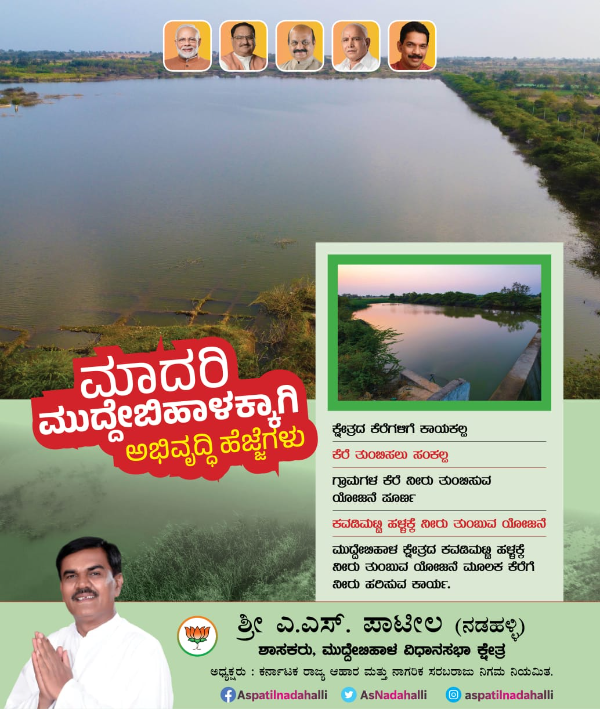 ಮಾದರಿ
ಮುದ್ದೇಬಿಹಾಳಕ್ಕಾಗಿ
ಅಭಿವೃದ್ಧಿ ಹೆಜ್ಜೆಗಳು
ಕ್ಷೇತ್ರದ ಕೆರೆಗಳಿಗೆ ಕಾಯಕಲ್ಪ
ಕೆರೆ ತುಂಬಿಸಲು ಸಂಕಲ್ಪ
ಗ್ರಾಮಗಳ ಕೆರೆ ನೀರು ತುಂಬಿಸುವ
ಯೋಜನೆ ಪೂರ್ಣ
ಕವಡಿಮಟ್ಟಿ ಹಳ್ಳಕ್ಕೆ ನೀರು ತುಂಬುವ ಯೋಜನೆ
ಮುದ್ದೇಬಿಹಾಳ ಕ್ಷೇತ್ರದ ಕವಡಿಮಟ್ಟಿ ಹಳ್ಳಕ್ಕೆ
ನೀರು ತುಂಬುವ ಯೋಜನೆ ಮೂಲಕ ಕೆರೆಗೆ
ನೀರು ಹರಿಸುವ ಕಾರ್ಯ.
ಶ್ರೀ ಎ.ಎಸ್. ಪಾಟೀಲ (ನಡಹಳ್ಳಿ)
ಶಾಸಕರು, ಮುದ್ದೇಬಿಹಾಳ ವಿಧಾನಸಭಾ ಕ್ಷೇತ್ರ
ಅಧ್ಯಕ್ಷರು : ಕರ್ನಾಟಕ ರಾಜ್ಯ ಆಹಾರ ಮತ್ತು ನಾಗರಿಕ ಸರಬರಾಜು ನಿಗಮ ನಿಯಮಿತ.
Aspatilnadahalli AsNadahalli aspatilnadahalli